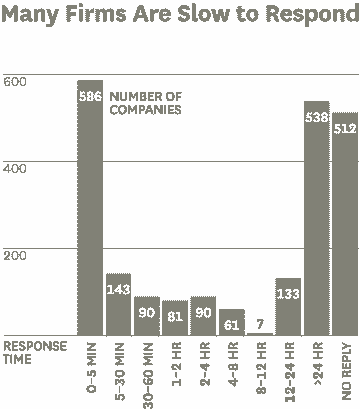 Many Firms Are Slow to Respond
600
586
NUMBER OF
COMPANIES
538
512
400
200
143
90
81
90
61
7
133
RESPONSE
TIME
0–5 MIN
5–30 MIN
30–60 MIN
1–2 HR
2–4 HR
4–8 HR
8–12 HR
12–24 HR
>24 HR
NO REPLY